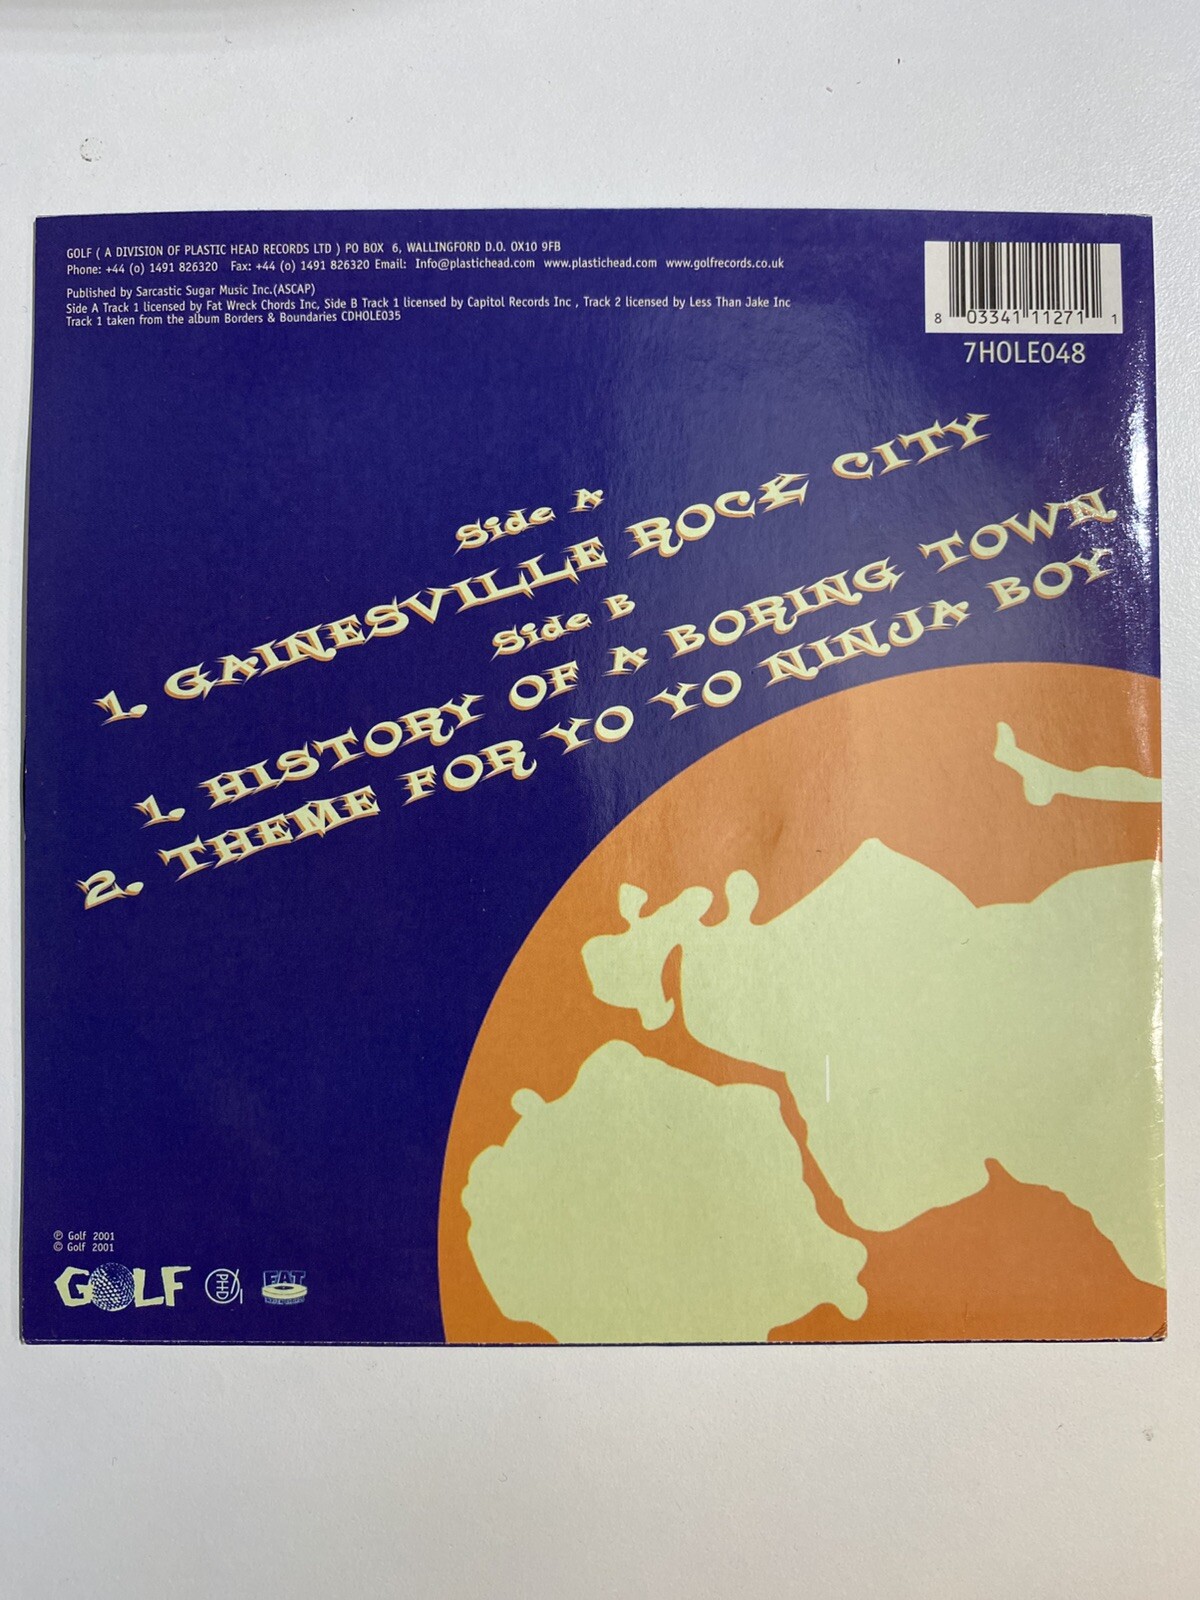 GOLF ( A DIVISION OF PLASTIC HEAD RECORDS LTD ) PO BOX 6, WALLINGFORD D.O. OX10 9FB
Phone: +44 (0) 1491 826320 Fax: +44 (0) 1491 826320 Email: Info@plastichead.com www.plastichead.com www.golfrecords.co.uk
Published by Sarcastic Sugar Music Inc.(ASCAP)
Side A Track 1 licensed by Fat Wreck Chords Inc, Side B Track 1 licensed by Capitol Records Inc , Track 2 licensed by Less Than Jake Inc
Track 1 taken from the album Borders & Boundaries CDHOLE035
8 03341 11271 1
7HOLE048
Side A
1. GAINESVILLE ROCK CITY
Side B
1. HISTORY OF A BORING TOWN
2. THEME FOR YO YO NINJA BOY
℗ Golf 2001
© Golf 2001
GOLF
PHD
FAT